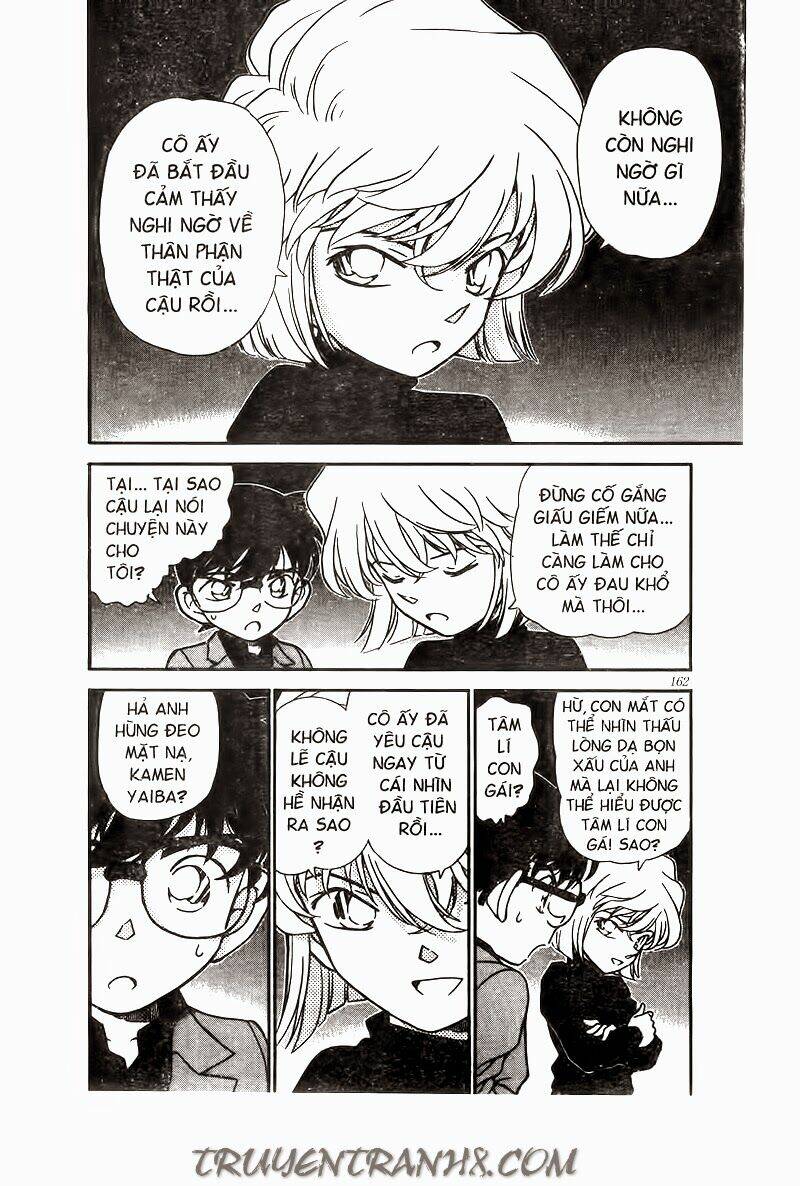 KHÔNG
CÒN NGHI
NGỜ GÌ
NỮA...
CÔ ẤY
ĐÃ BẮT ĐẦU
CẢM THẤY
NGHI NGỜ VỀ
THÂN PHẬN
THẬT CỦA
CẬU RỒI...
ĐỪNG CỐ GẮNG
GIẤU GIẾM NỮA...
LÀM THẾ CHỈ
CÀNG LÀM CHO
CÔ ẤY ĐAU KHỔ
MÀ THÔI...
TẠI... TẠI SAO
CẬU LẠI NÓI
CHUYỆN NÀY
CHO
TÔI?
162
HỪ, CON MẮT CÓ
THỂ NHÌN THẤU
LÒNG DẠ BỌN
XẤU CỦA ANH
MÀ LẠI KHÔNG
THỂ HIỂU ĐƯỢC
TÂM LÍ CON
GÁ! SAO?
TÂM
LÍ
CON
GÁI?
CÔ ẤY ĐÃ
YÊU CẬU
NGAY TỪ
CÁI NHÌN
ĐẦU TIÊN
RỒI...
KHÔNG
LẼ CẬU
KHÔNG
HỀ NHẬN
RA SAO
?
HẢ ANH
HÙNG ĐEO
MẶT NẠ,
KAMEN
YAIBA?
TRUYENTRANH8.COM